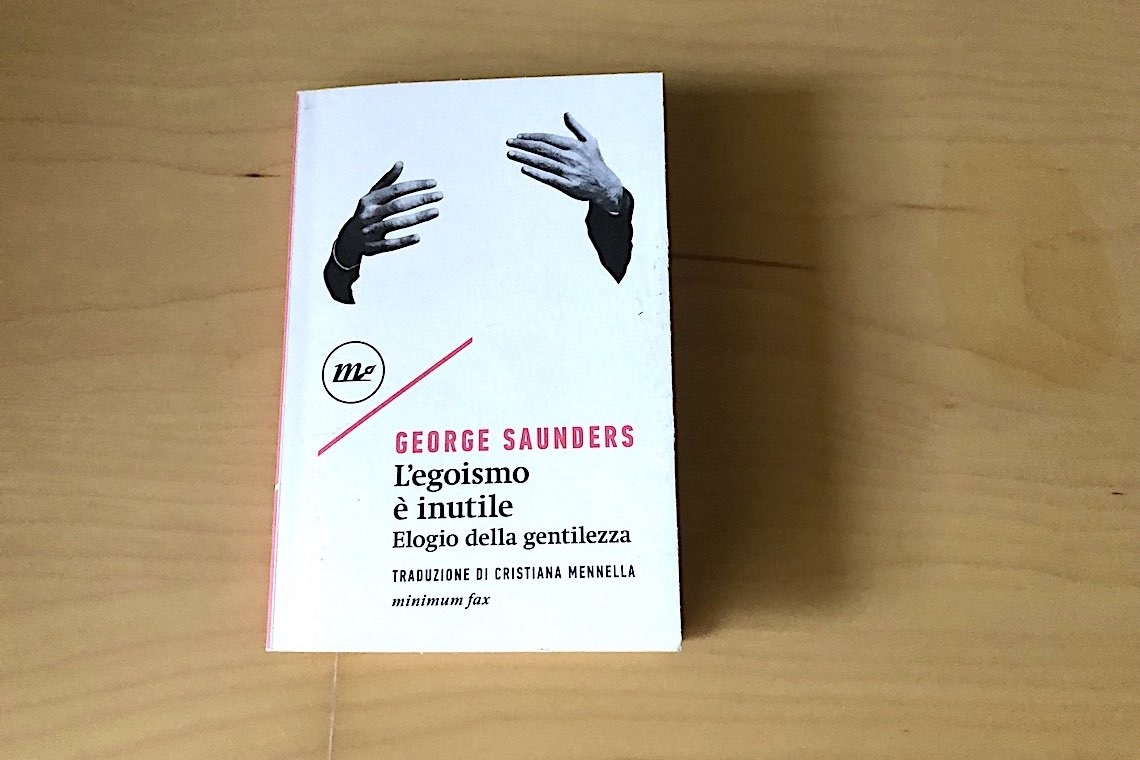 GEORGE SAUNDERS
L'egoismo
è inutile
Elogio della gentilezza
TRADUZIONE DI CRISTIANA MENNELLA
minimum fax